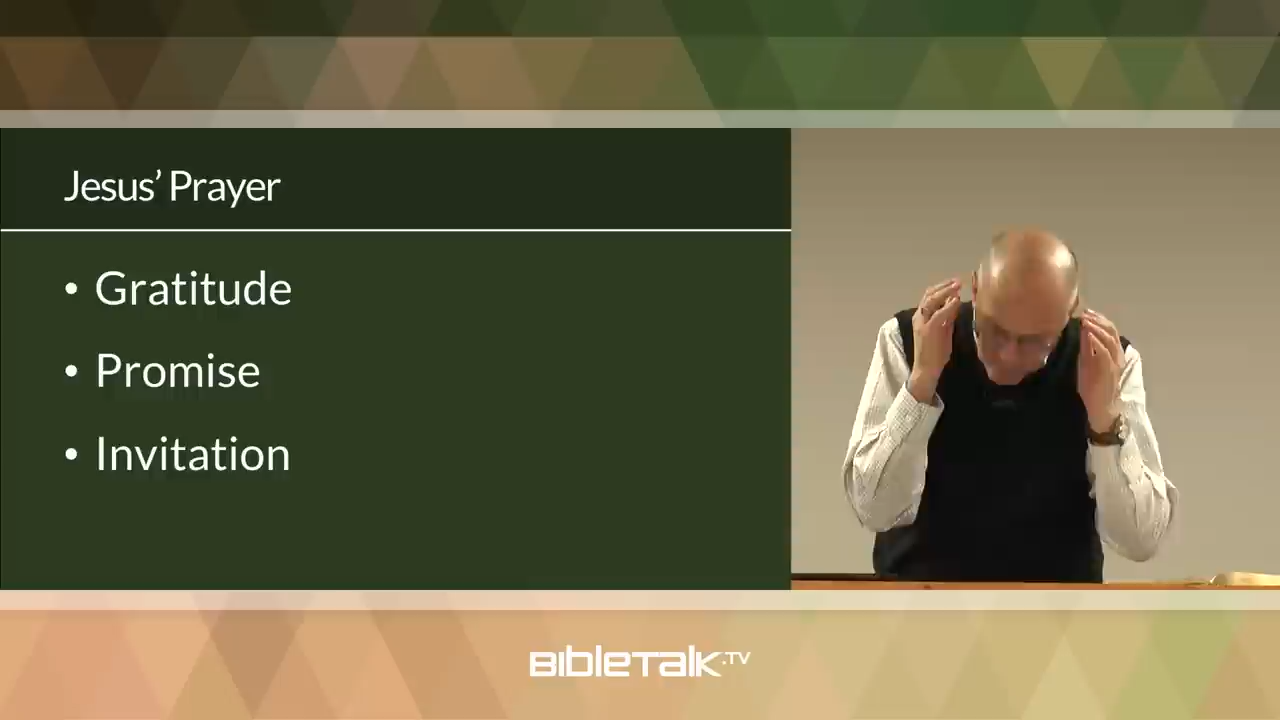 Jesus’ Prayer
• Gratitude
• Promise
• Invitation
BIBLETALK.TV